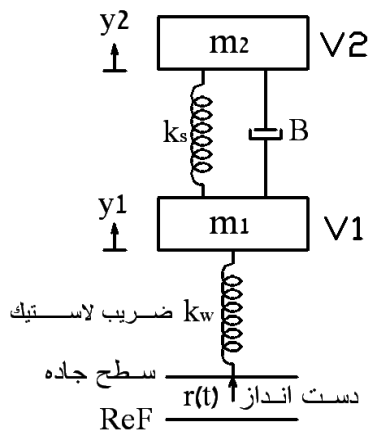 y2
m2
V2
ks
B
y1
m1
V1
ضریب لاستیک kw
سطح جاده
r(t) دست انداز
ReF